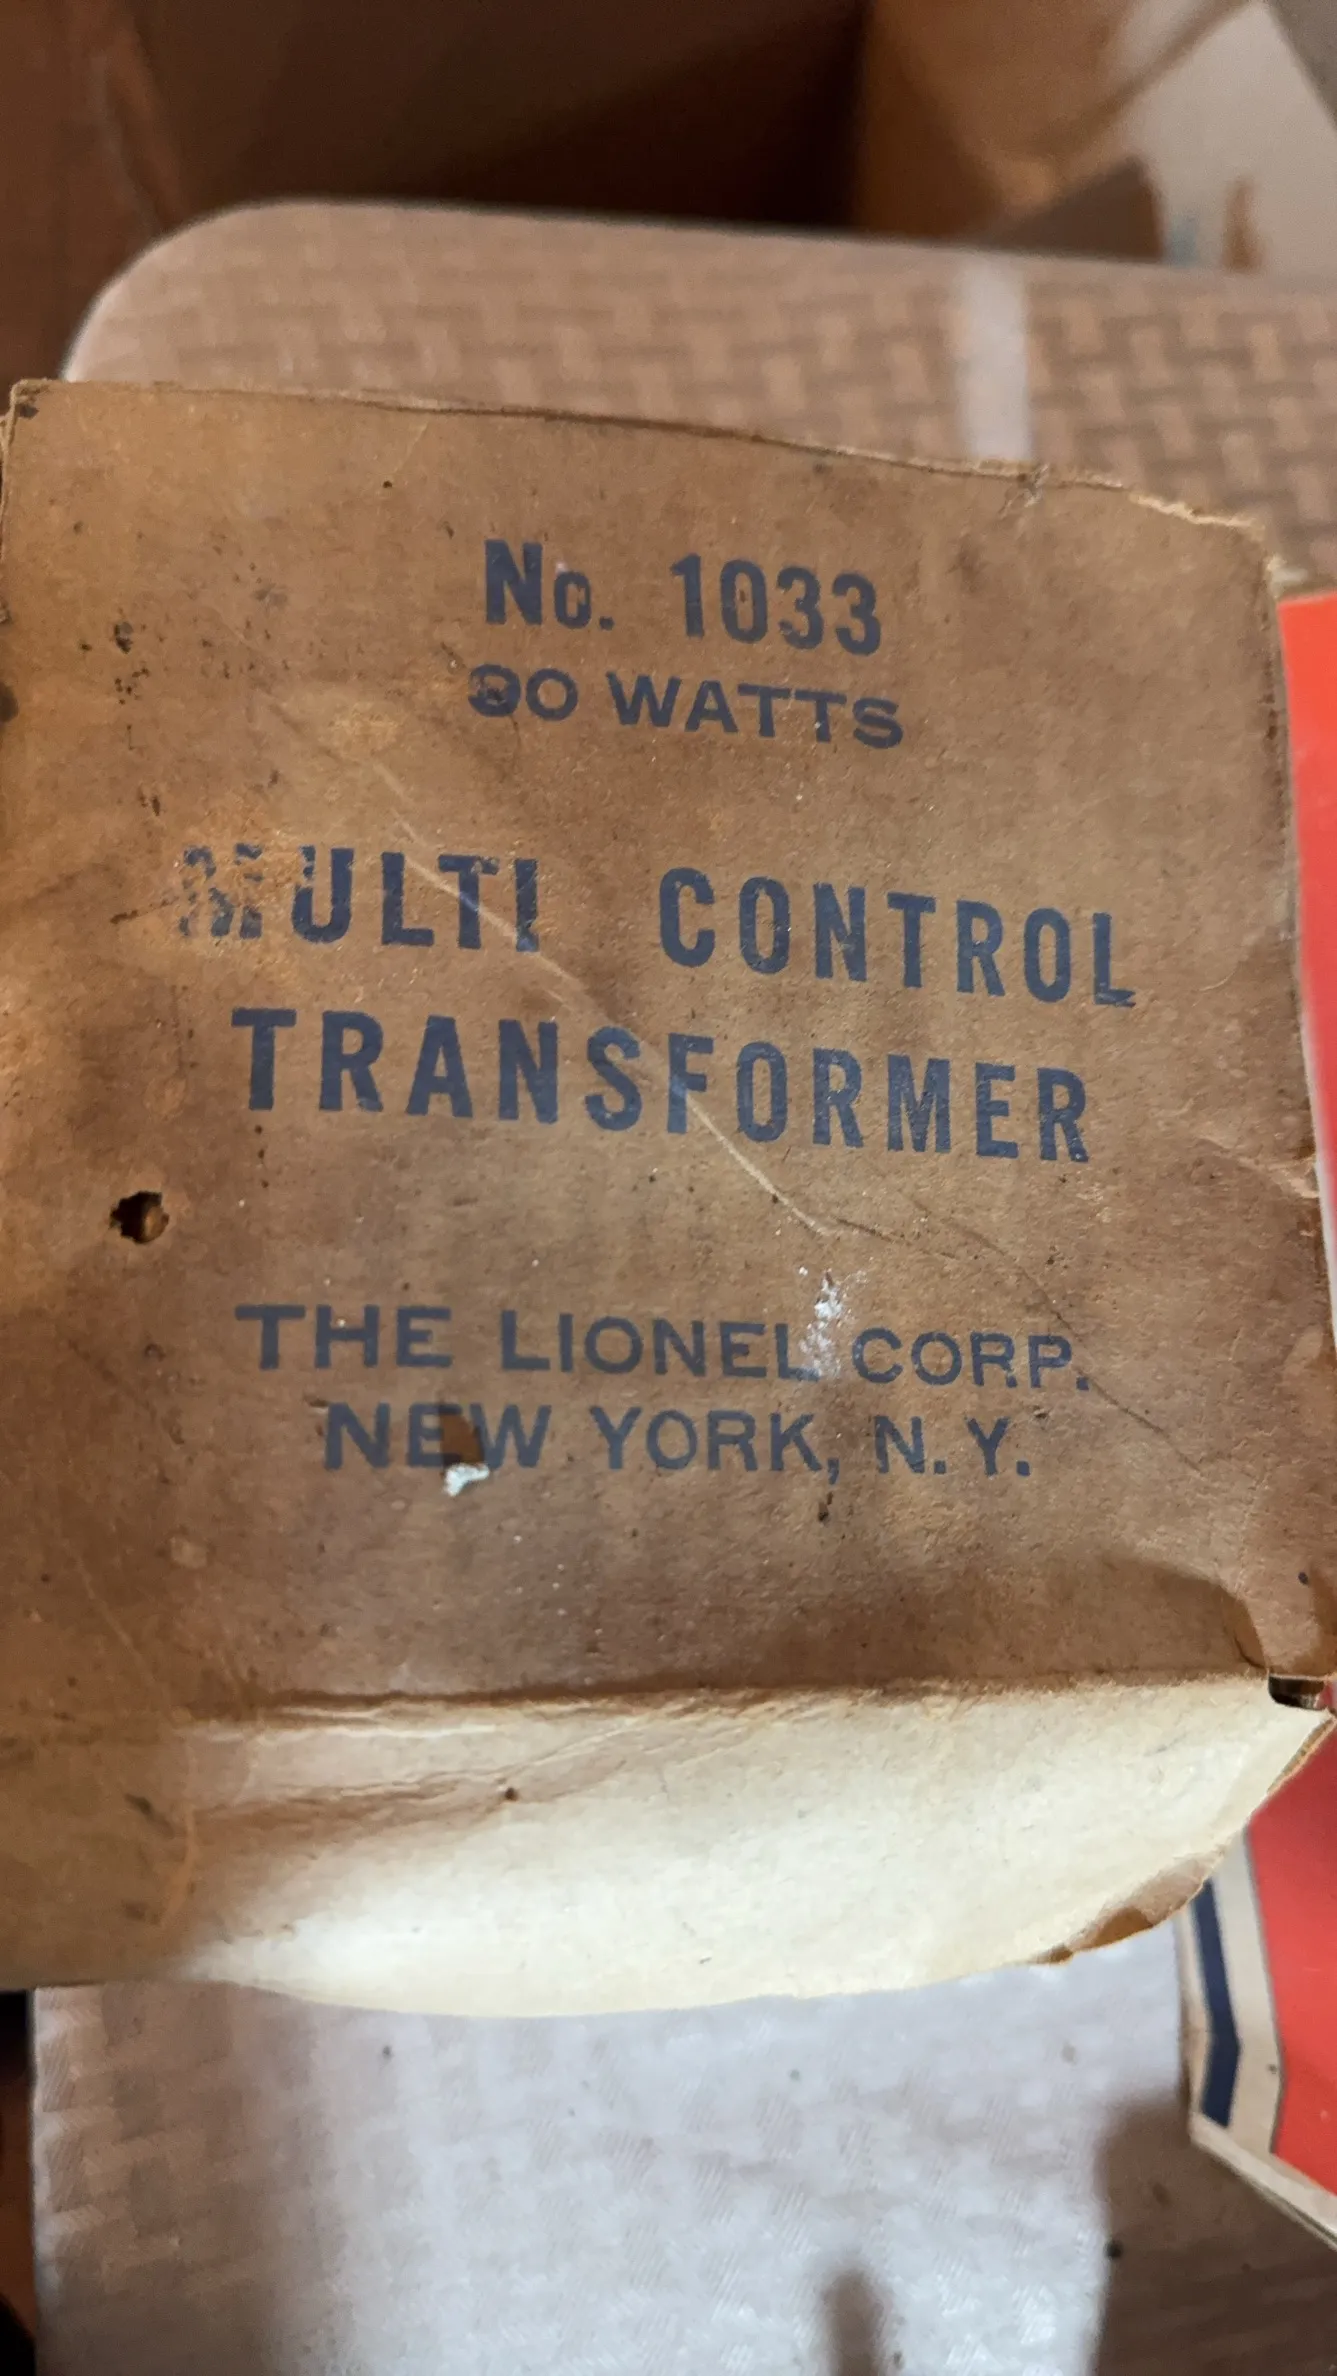 No. 1033
90 WATTS
MULTI CONTROL
TRANSFORMER
THE LIONEL CORP.
NEW YORK, N.Y.